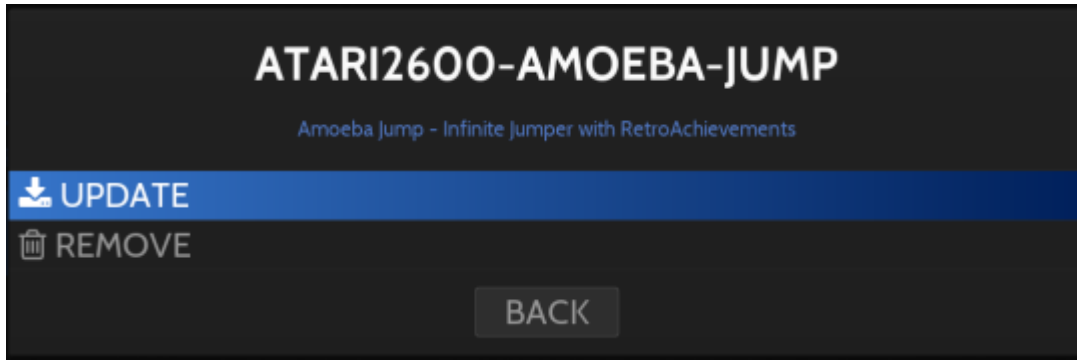 ATARI2600-AMOEBA-JUMP
Amoeba Jump - Infinite Jumper with RetroAchievements
UPDATE
REMOVE
BACK